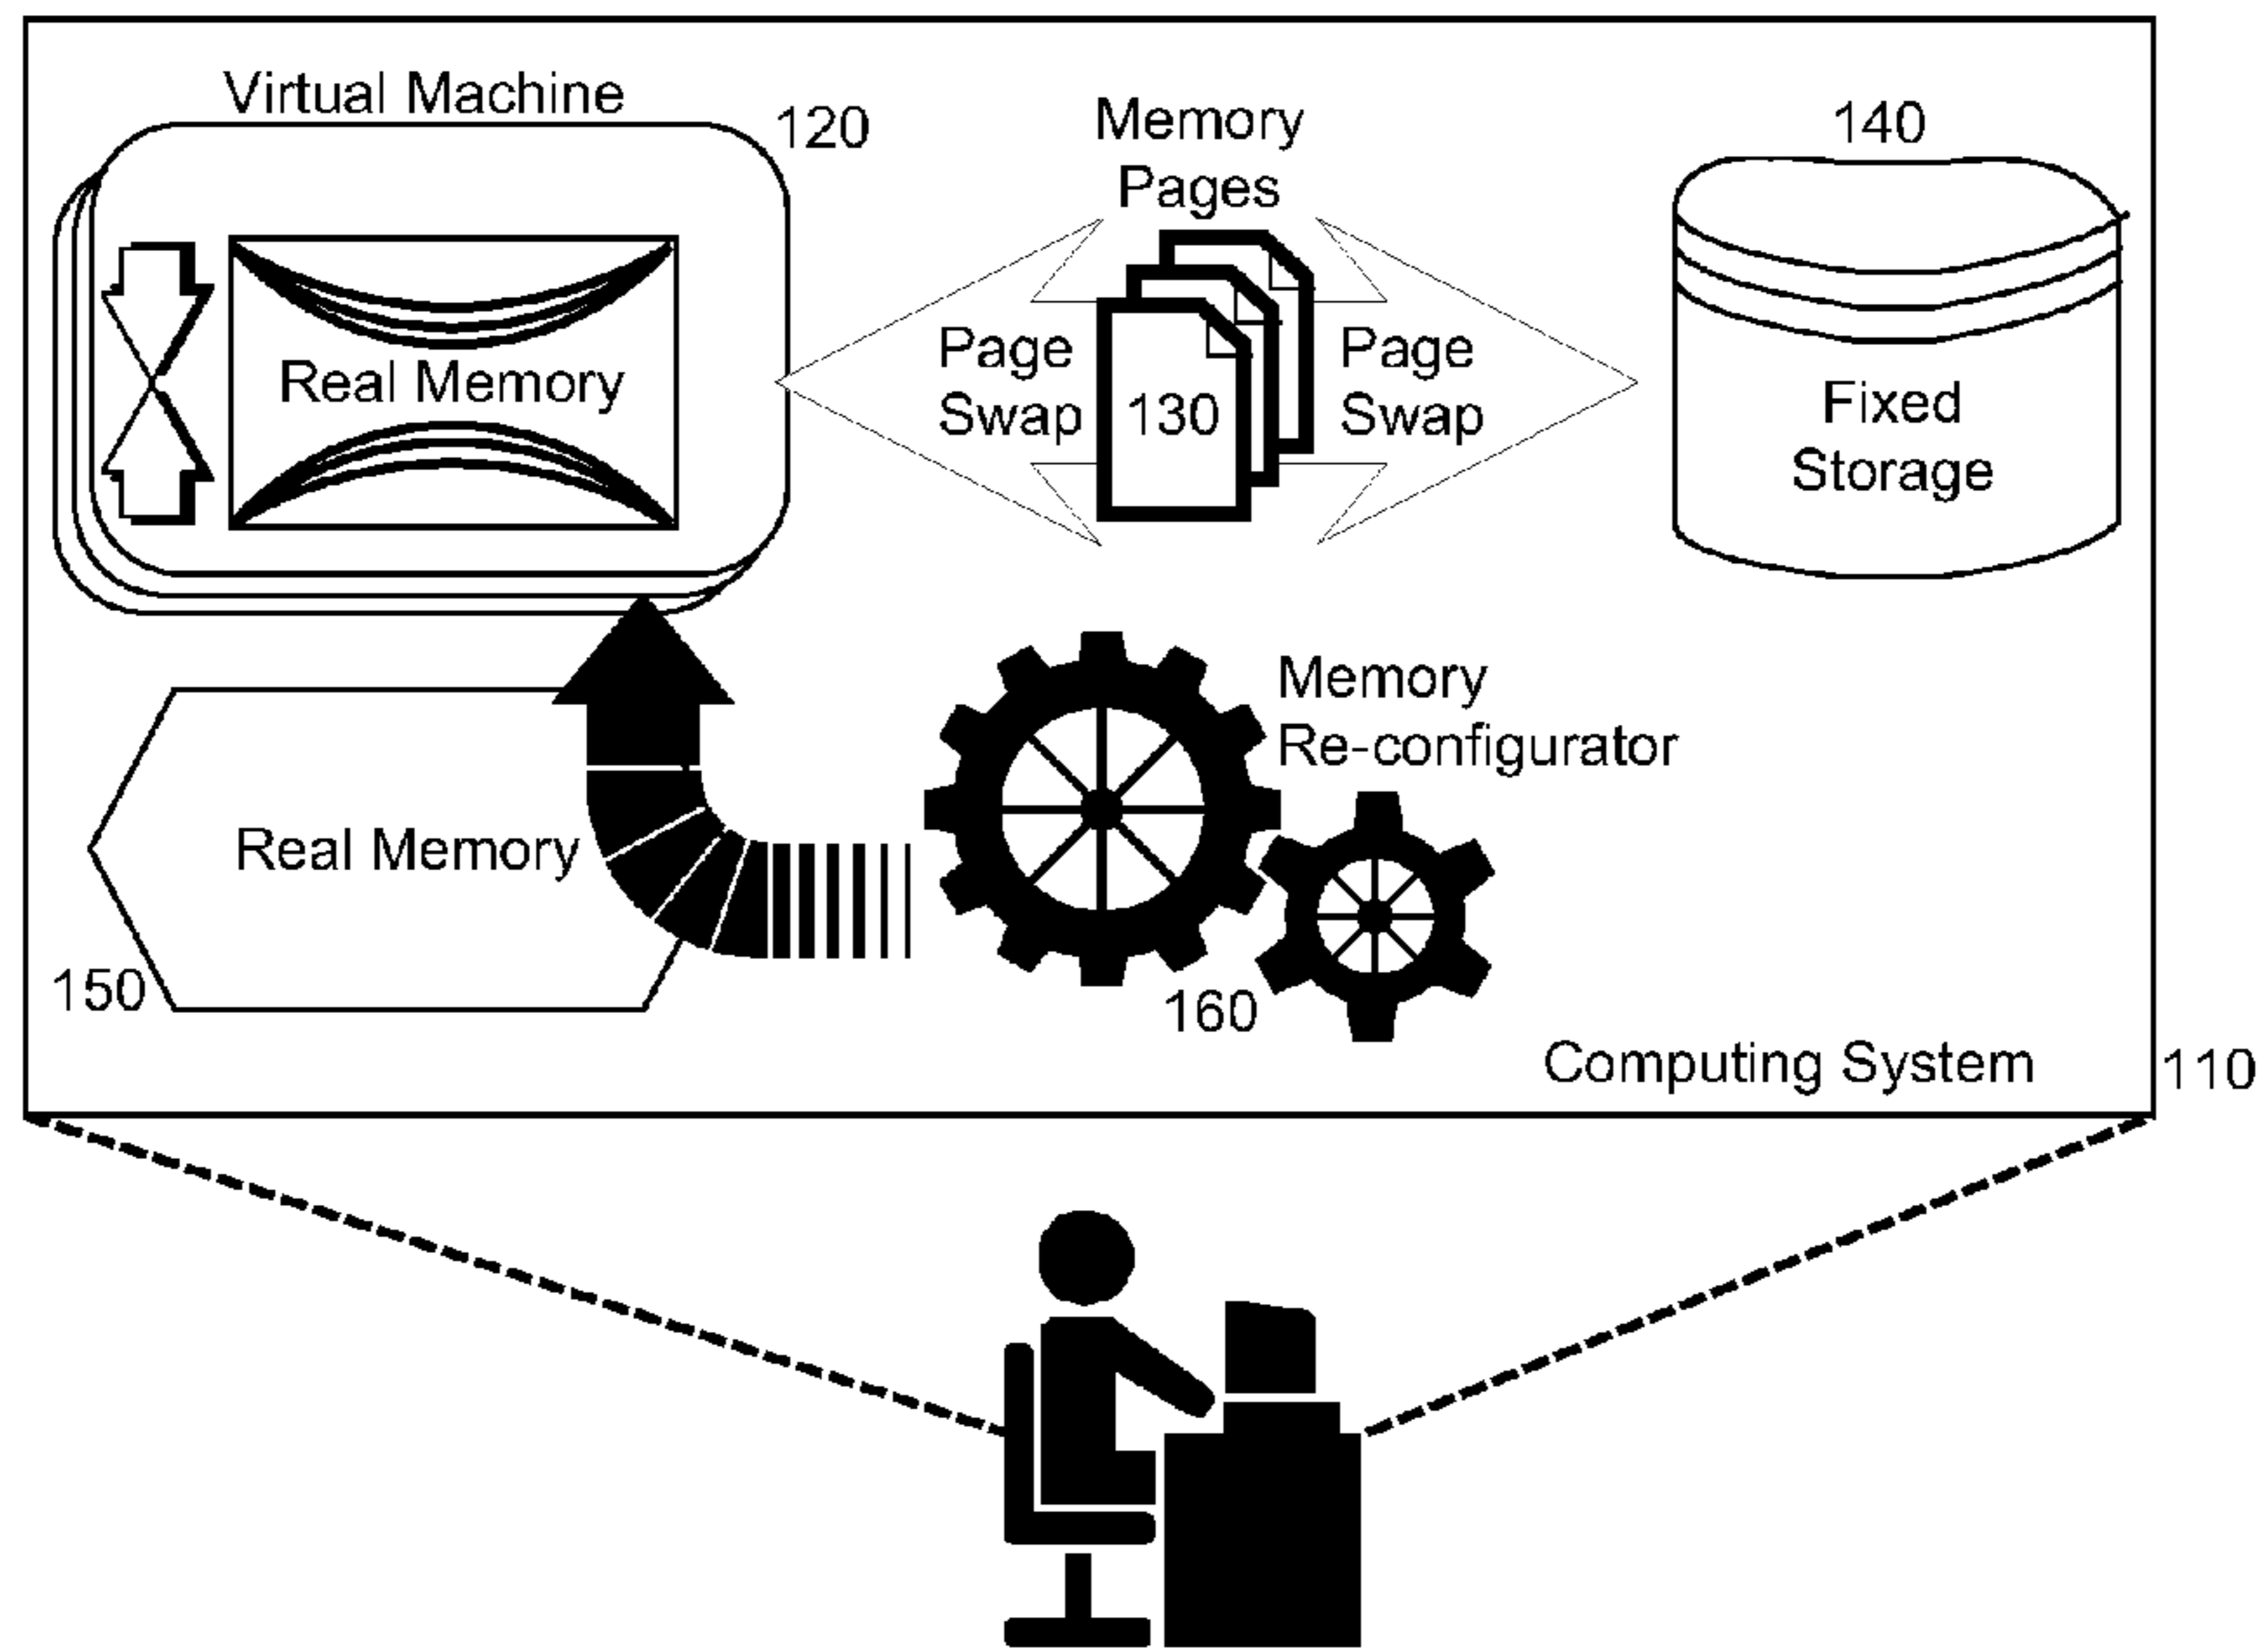 Virtual Machine
120
Real Memory
Memory
Pages
Page
Swap
130
Page
Swap
140
Fixed
Storage
Real Memory
150
Memory
Re-configurator
160
Computing System
110